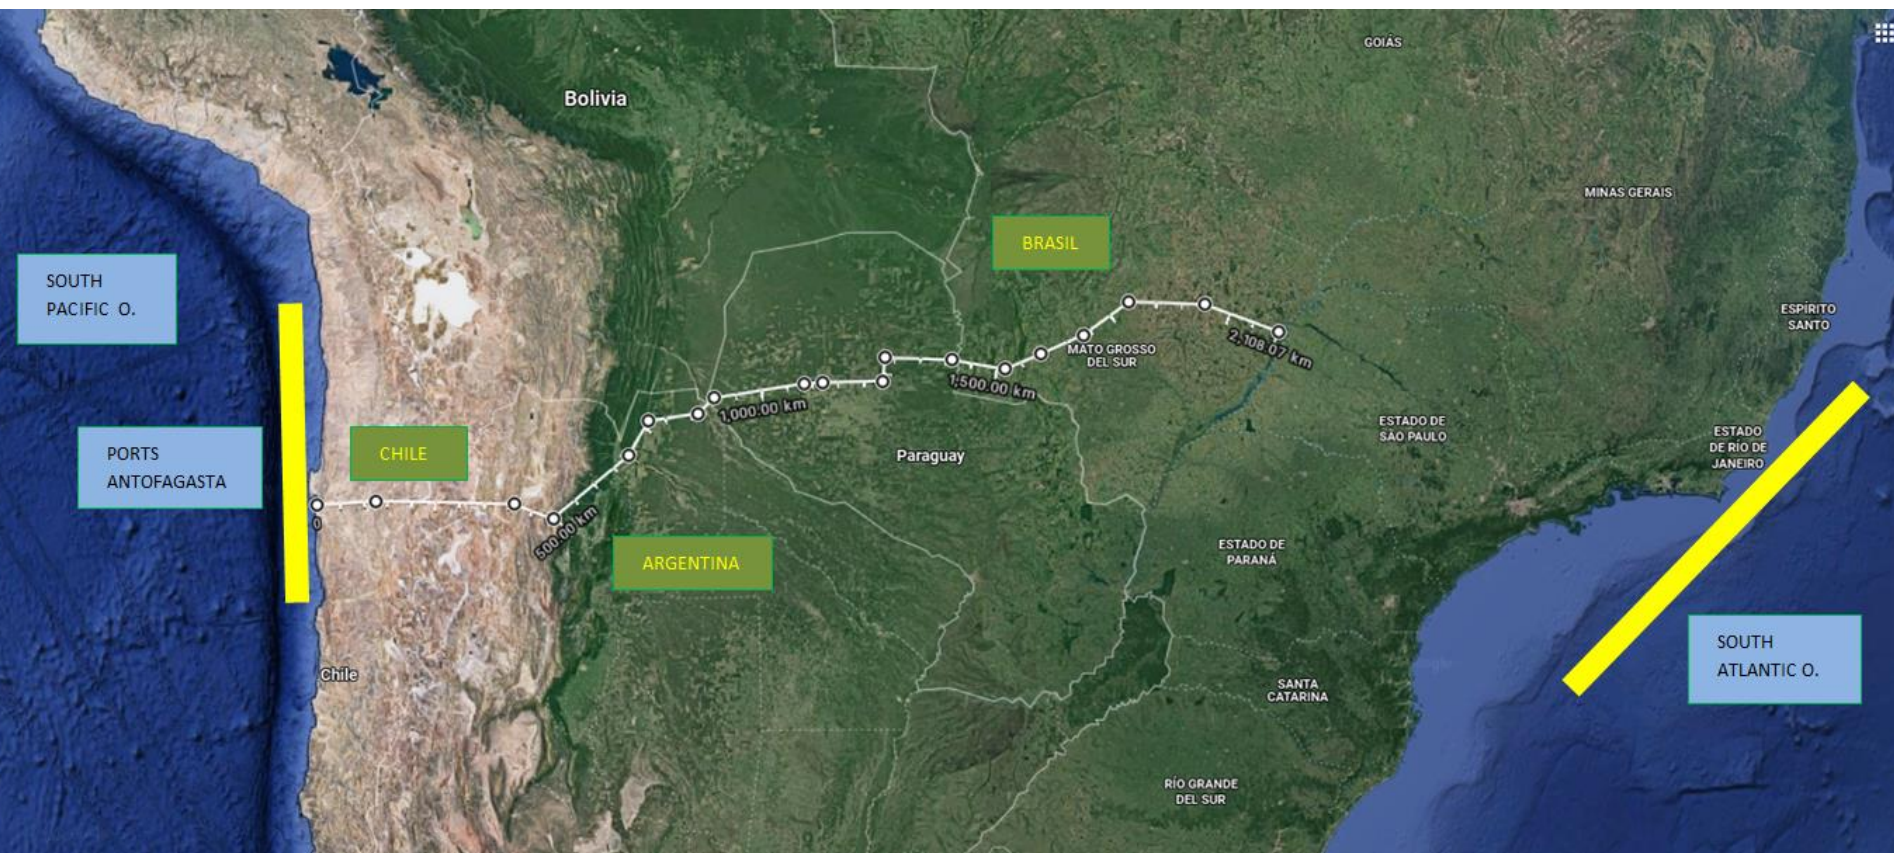 GOIÁS
Bolivia
MINAS GERAIS
BRASIL
SOUTH
PACIFIC O.
ESPÍRITO
SANTO
MATO GROSSO
DEL SUR
2,108.07 km
1,500.00 km
1,000.00 km
ESTADO DE
SÃO PAULO
ESTADO
DE RÍO DE
JANEIRO
PORTS
ANTOFAGASTA
CHILE
Paraguay
0
500.00 km
ARGENTINA
ESTADO DE
PARANÁ
SOUTH
ATLANTIC O.
Chile
SANTA
CATARINA
RÍO GRANDE
DEL SUR